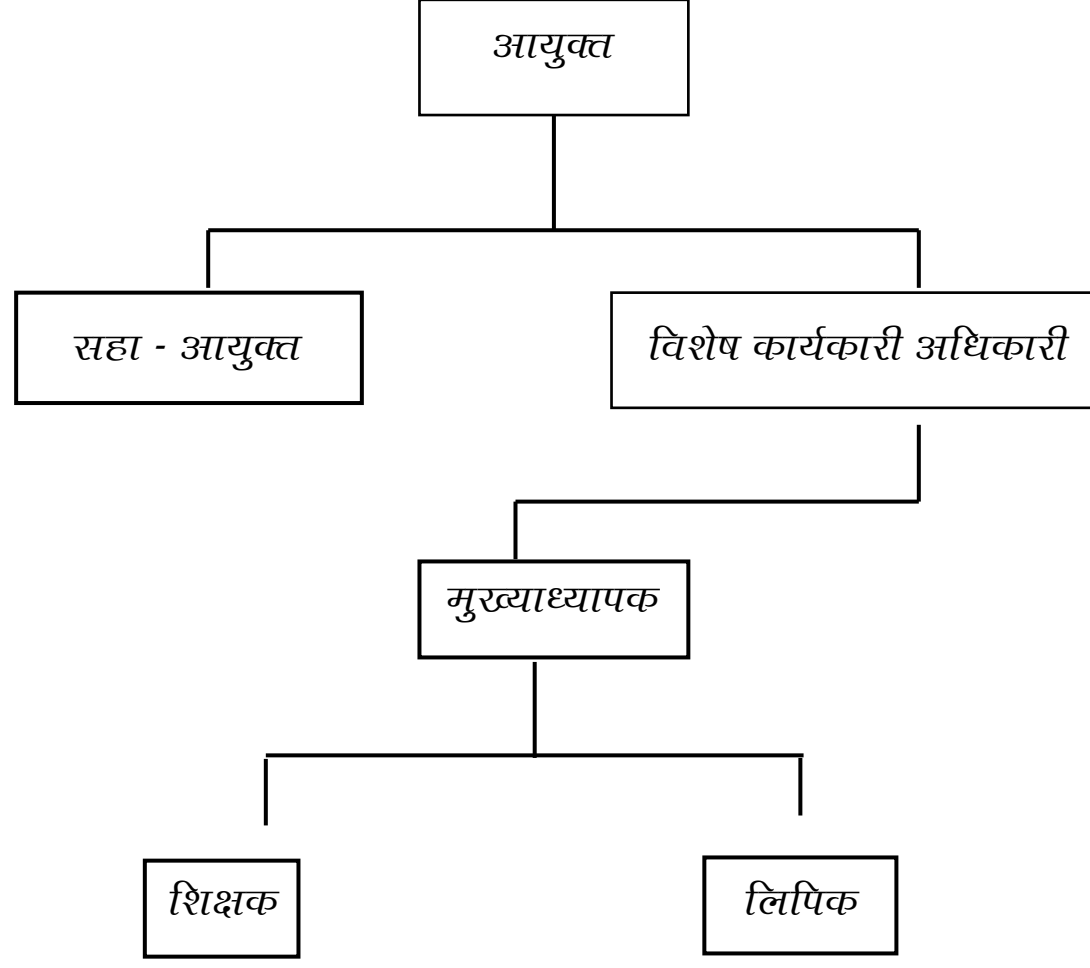 आयुक्त
सहा - आयुक्त
विशेष कार्यकारी अधिकारी
मुख्याध्यापक
शिक्षक
लिपिक